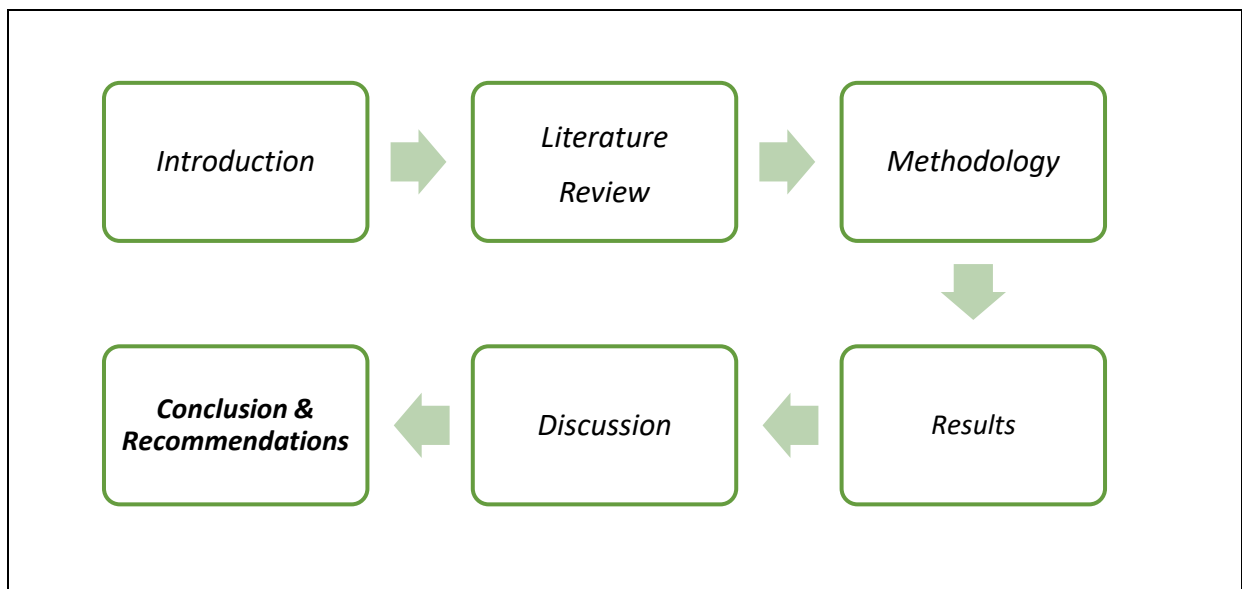 Introduction
Literature
Review
Methodology
Results
Discussion
Conclusion &
Recommendations